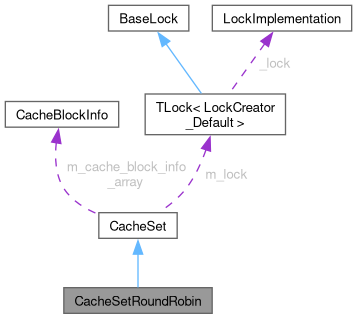 BaseLock
LockImplementation
_lock
TLock< LockCreator
_Default >
CacheBlockInfo
m_cache_block_info
_array
m_lock
CacheSet
CacheSetRoundRobin